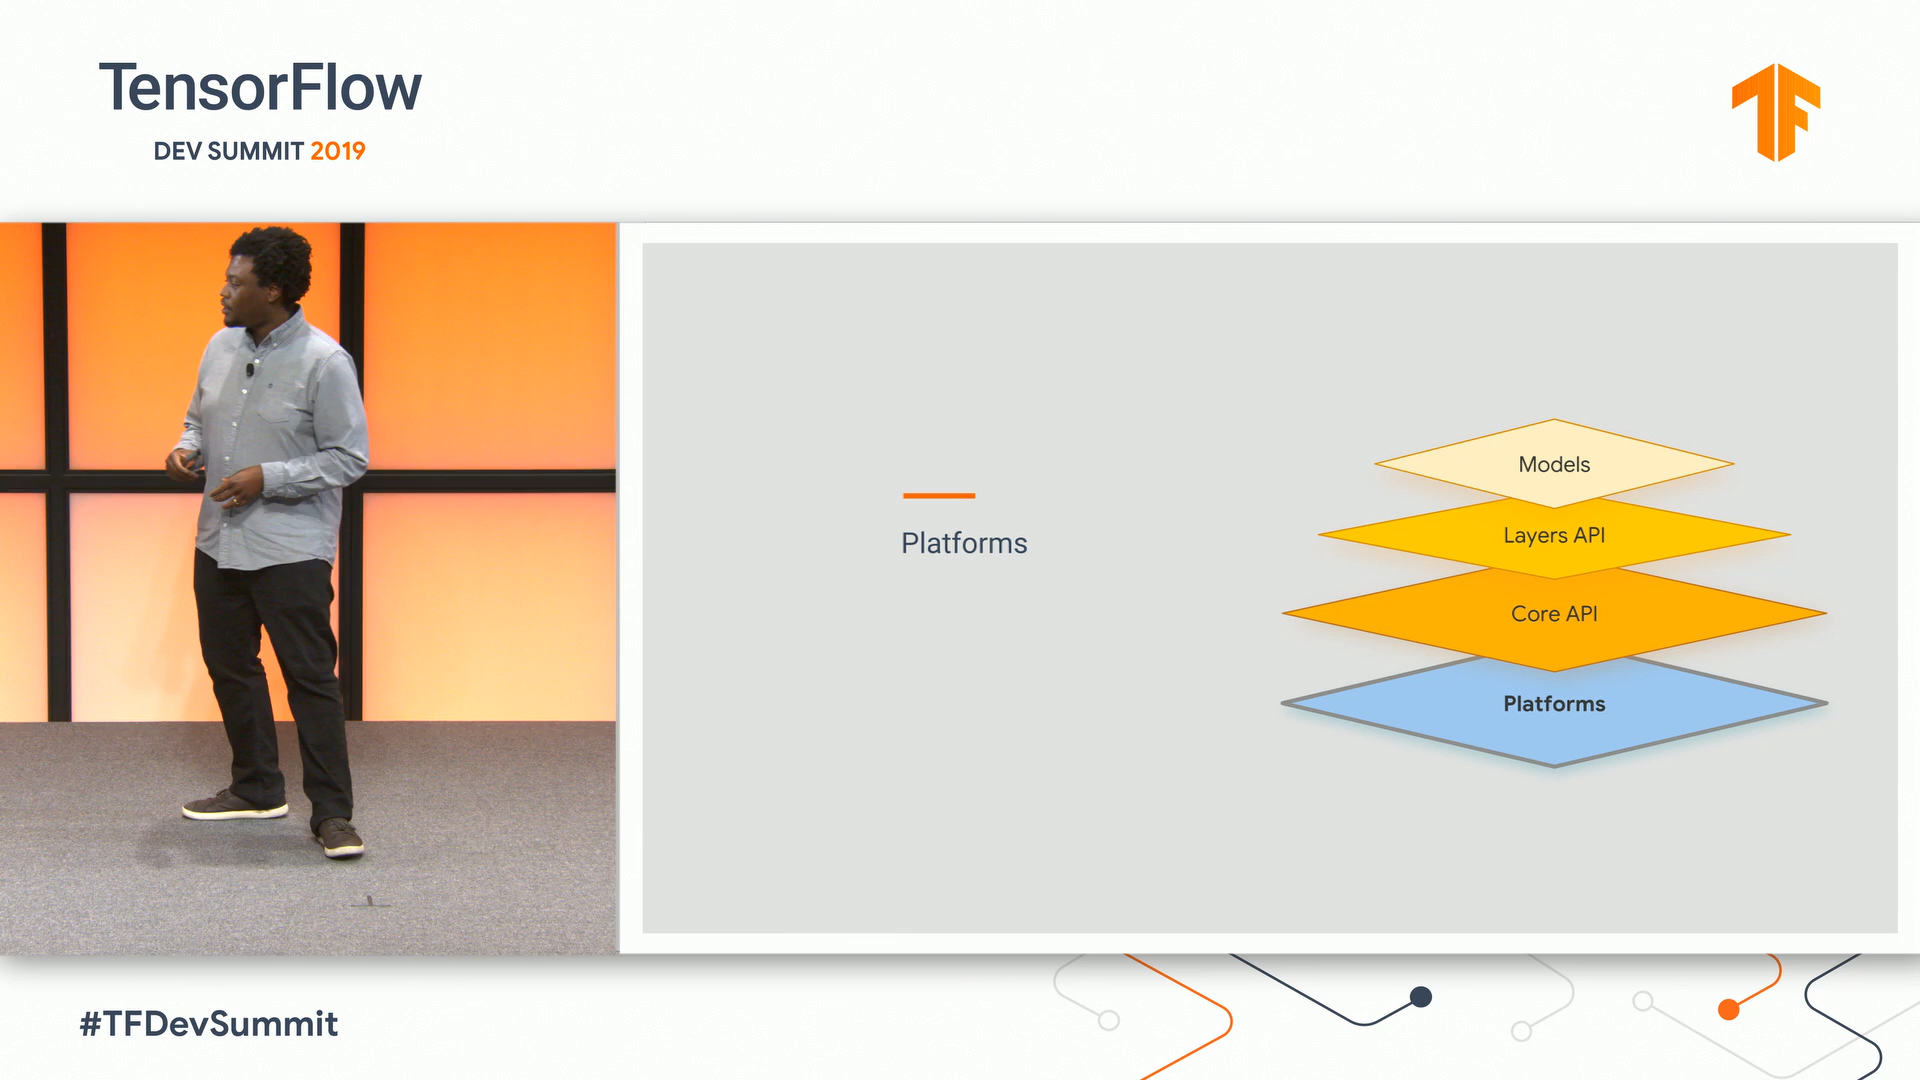 TensorFlow
DEV SUMMIT 2019
Platforms
Models
Layers API
Core API
Platforms
#TFDevSummit